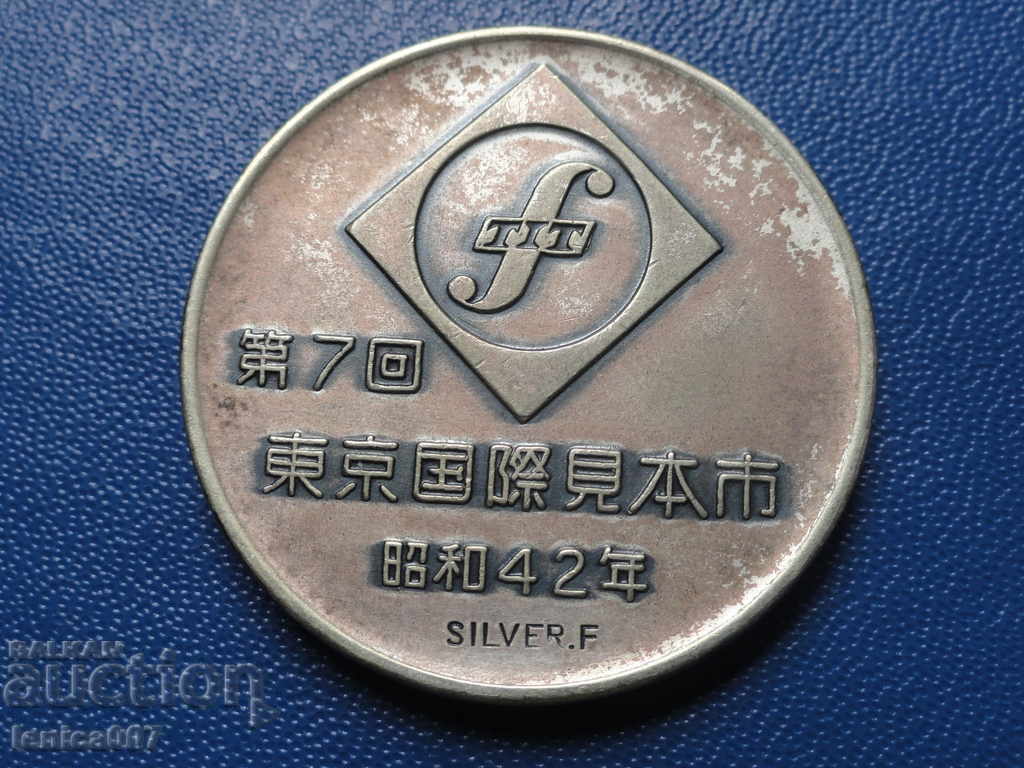 f
TIT
第7回
東京国際見本市
昭和42年
SILVER.F
BALKAN
auction
lenica007